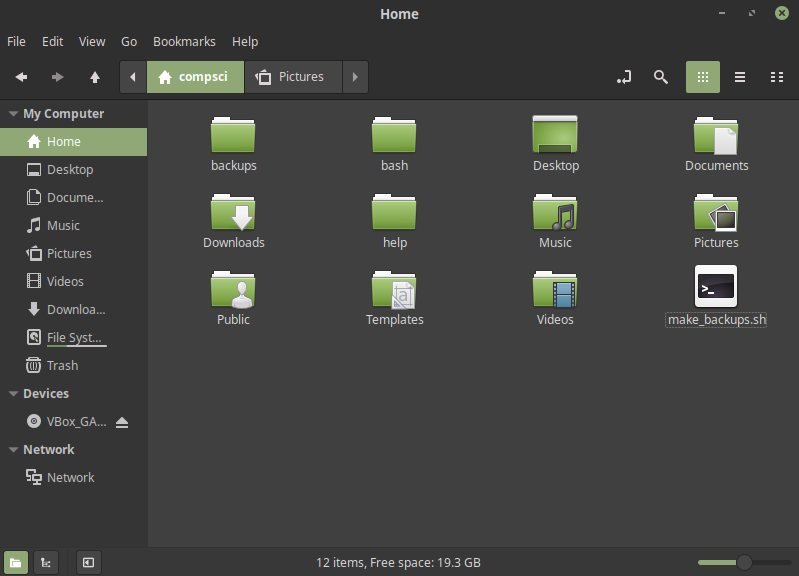 Home
File Edit View Go Bookmarks Help
compsci Pictures
My Computer
Home
Desktop
Docume...
Music
Pictures
Videos
Downloa...
File Syst...
Trash
Devices
VBox_GA...
Network
Network
backups bash Desktop Documents
Downloads help Music Pictures
Public Templates Videos make_backups.sh
12 items, Free space: 19.3 GB